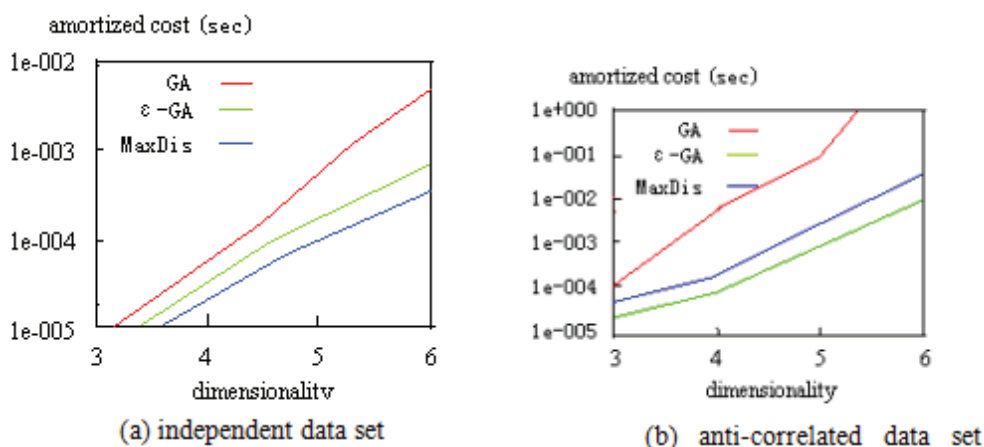 amortized cost (sec)
1e-002
1e-003
1e-004
1e-005
GA
ε-GA
MaxDis
3 4 5 6
dimensionality
(a) independent data set
amortized cost (sec)
1e+000
1e-001
1e-002
1e-003
1e-004
1e-005
GA
ε-GA
MaxDis
3 4 5 6
dimensionality
(b) anti-correlated data set